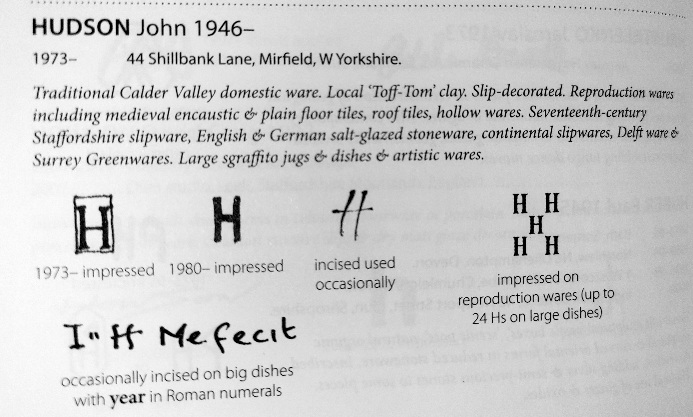 HUDSON John 1946–
1973– 44 Shillbank Lane, Mirfield, W Yorkshire.
Traditional Calder Valley domestic ware. Local ‘Toff-Tom’ clay. Slip-decorated. Reproduction wares
including medieval encaustic & plain floor tiles, roof tiles, hollow wares. Seventeenth-century
Staffordshire slipware, English & German salt-glazed stoneware, continental slipwares, Delft ware &
Surrey Greenwares. Large sgraffito jugs & dishes & artistic wares.
H
1973– impressed
H
1980– impressed
H
incised used
occasionally
H H
H
H H
impressed on
reproduction wares (up to
24 Hs on large dishes)
I" H Me fecit
occasionally incised on big dishes
with year in Roman numerals